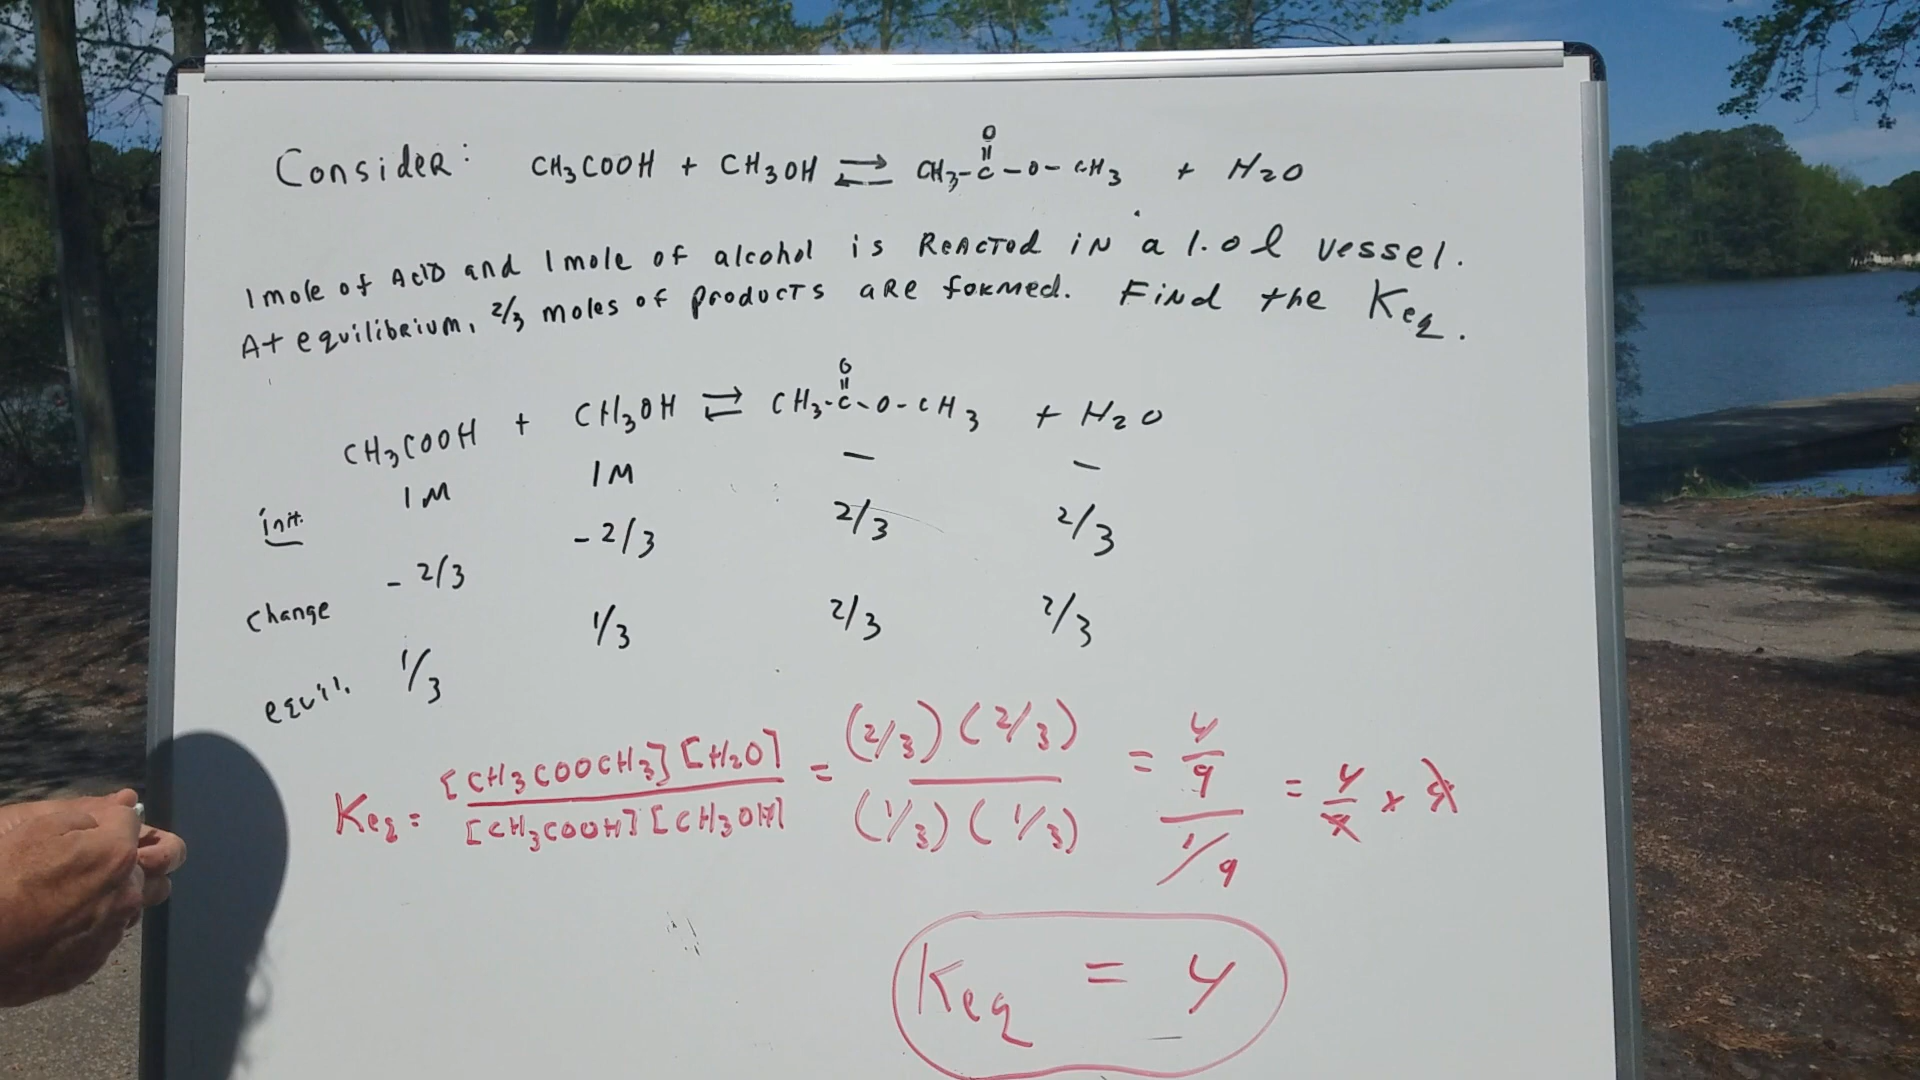 Consider: CH3COOH + CH3OH ⇌ CH3-C-O-CH3 + H2O
O
||
1 mole of Acid and 1 mole of alcohol is Reacted in a 1.0 l vessel.
At equilibrium, 2/3 moles of products are formed. Find the Keq.
O
||
CH3COOH + CH3OH ⇌ CH3-C-O-CH3 + H2O
init. 1M 1M — —
change -2/3 -2/3 2/3 2/3
equil. 1/3 1/3 2/3 2/3
Keq = [CH3COOCH3][H2O] / [CH3COOH][CH3OH] = (2/3)(2/3) / (1/3)(1/3) = 4/9 / 1/9 = 4/9 x 9
Keq = 4